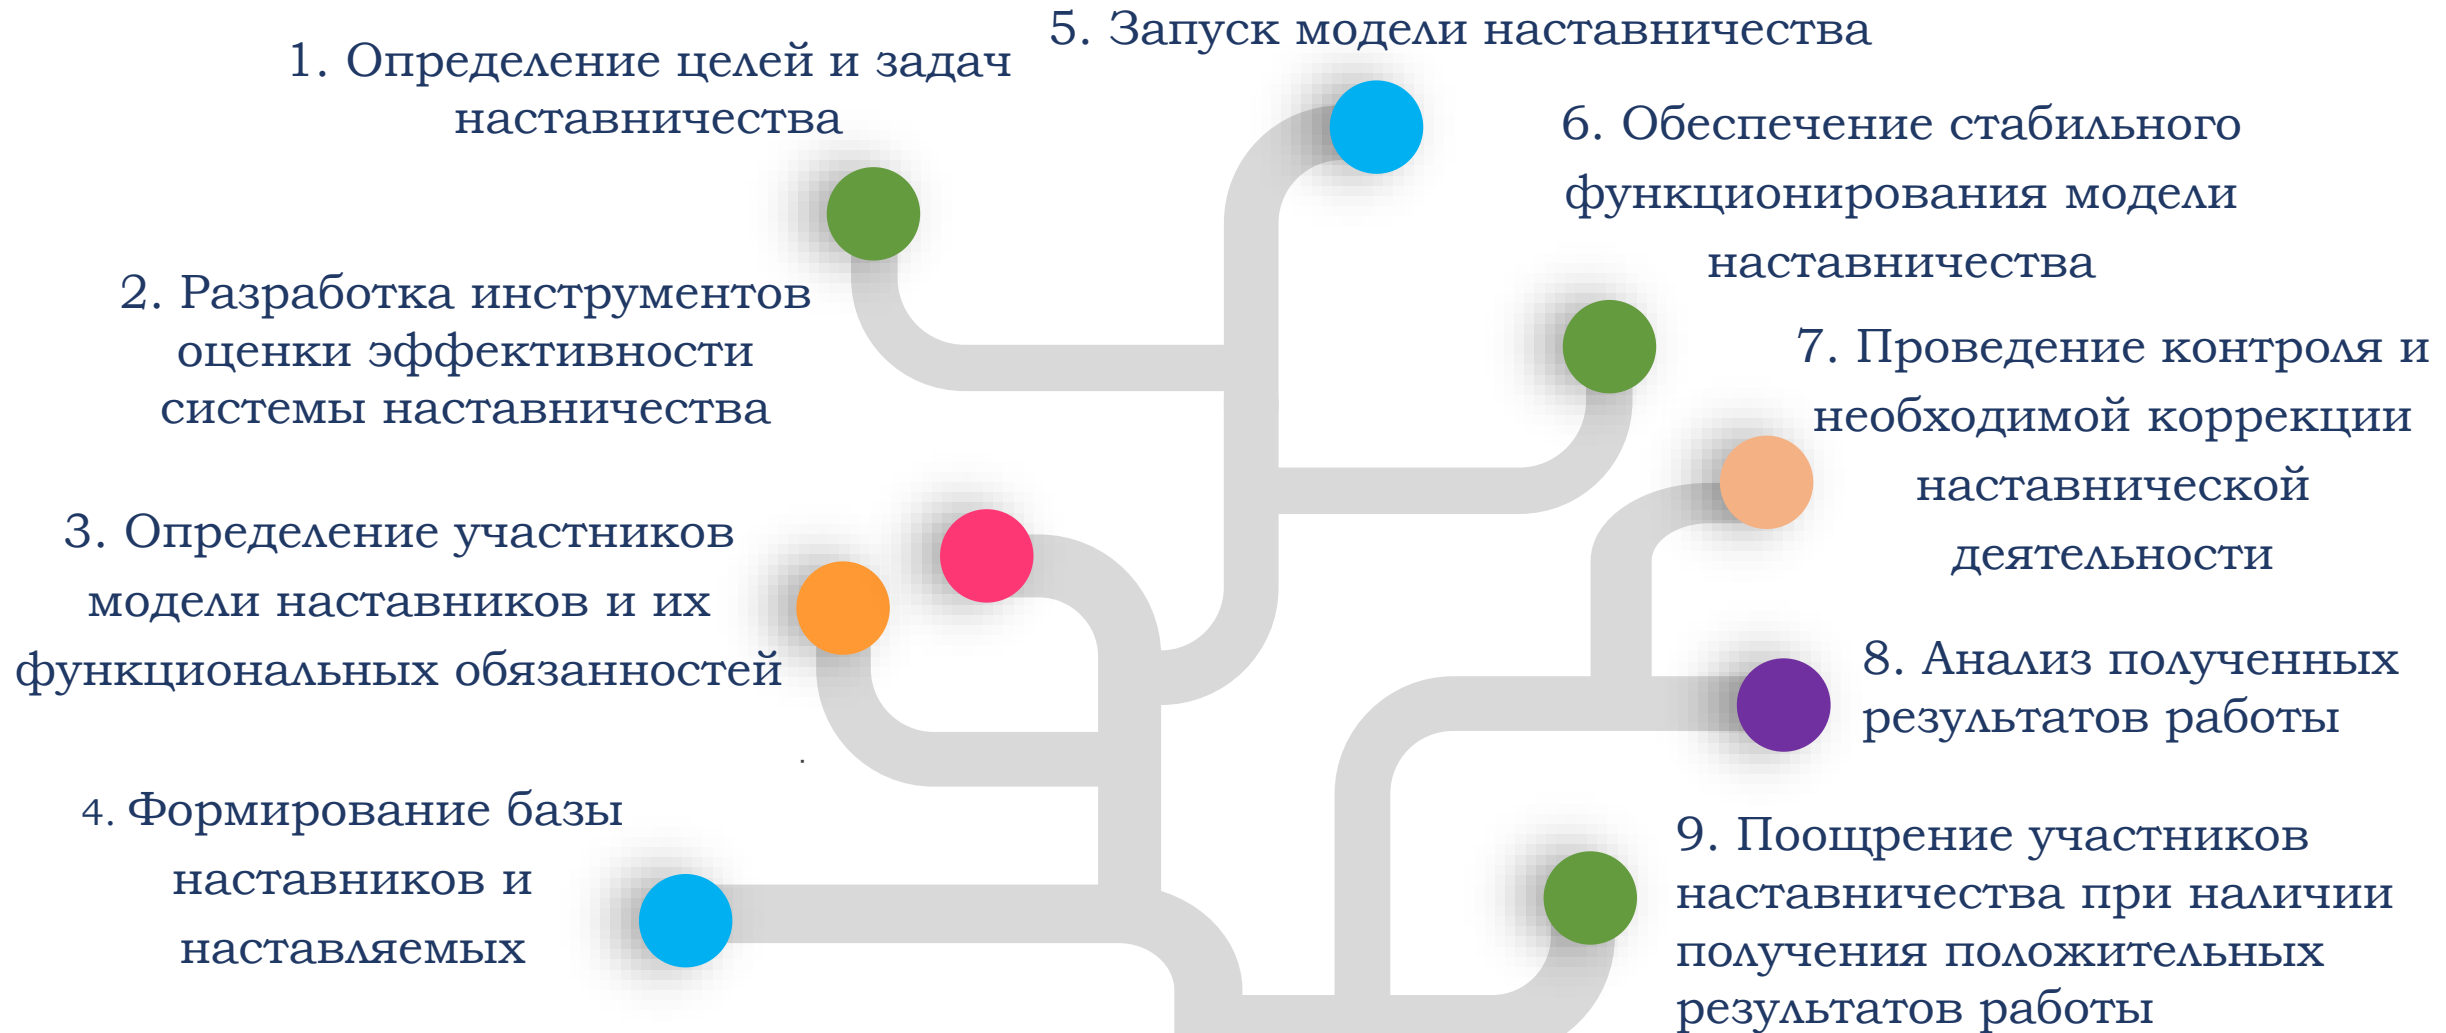 1. Определение целей и задач
наставничества
2. Разработка инструментов
оценки эффективности
системы наставничества
3. Определение участников
модели наставников и их
функциональных обязанностей
.
4. Формирование базы
наставников и
наставляемых
5. Запуск модели наставничества
6. Обеспечение стабильного
функционирования модели
наставничества
7. Проведение контроля и
необходимой коррекции
наставнической
деятельности
8. Анализ полученных
результатов работы
9. Поощрение участников
наставничества при наличии
получения положительных
результатов работы